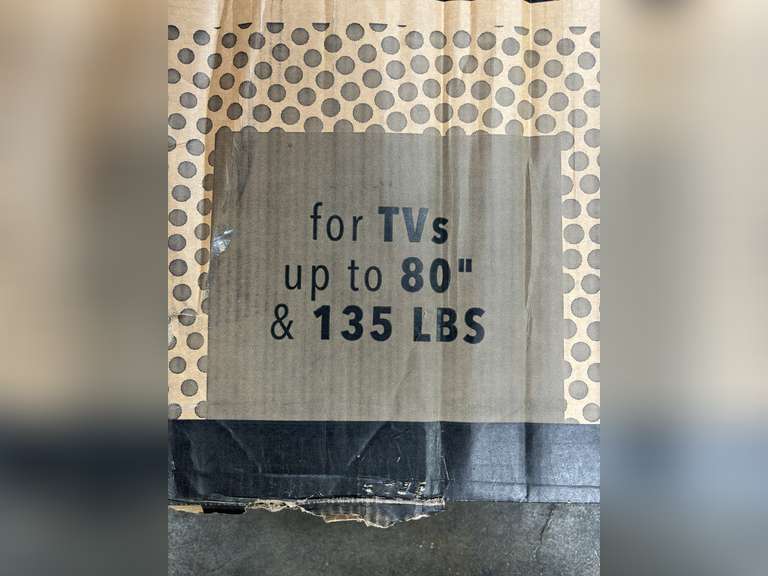 for TVs
up to 80"
& 135 LBS